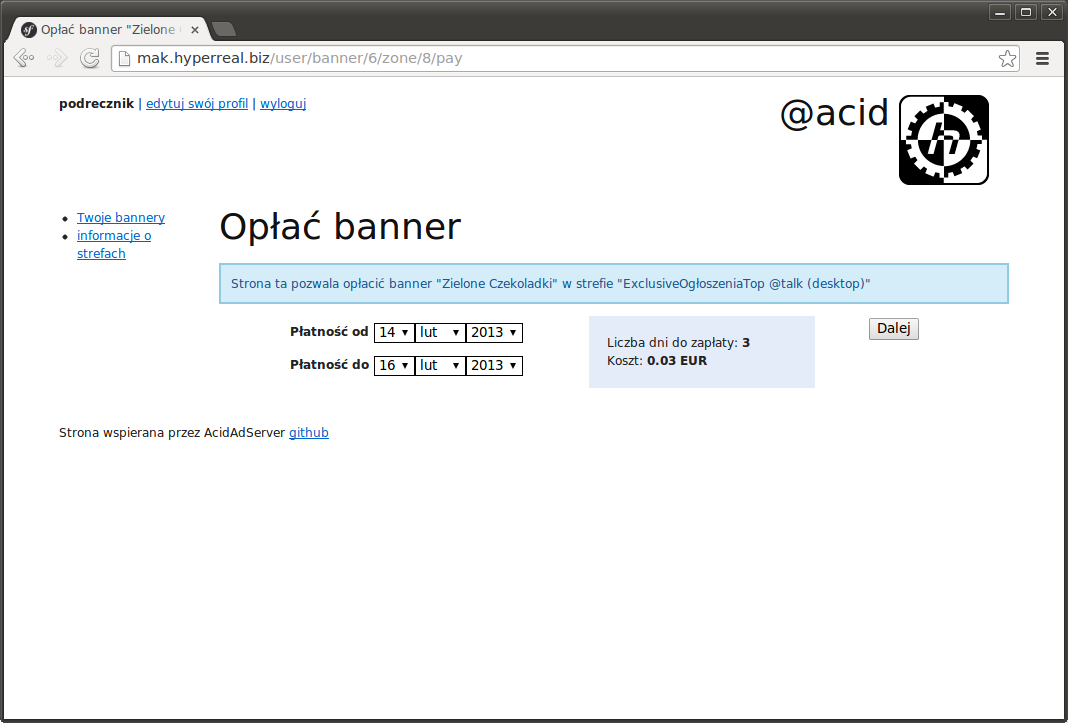 Opłać banner "Zielone
mak.hyperreal.biz/user/banner/6/zone/8/pay
podrecznik | edytuj swój profil | wyloguj
@acid
h
Twoje bannery
informacje o
strefach
Opłać banner
Strona ta pozwala opłacić banner "Zielone Czekoladki" w strefie "ExclusiveOgłoszeniaTop @talk (desktop)"
Płatność od 14 lut 2013
Płatność do 16 lut 2013
Liczba dni do zapłaty: 3
Koszt: 0.03 EUR
Dalej
Strona wspierana przez AcidAdServer github